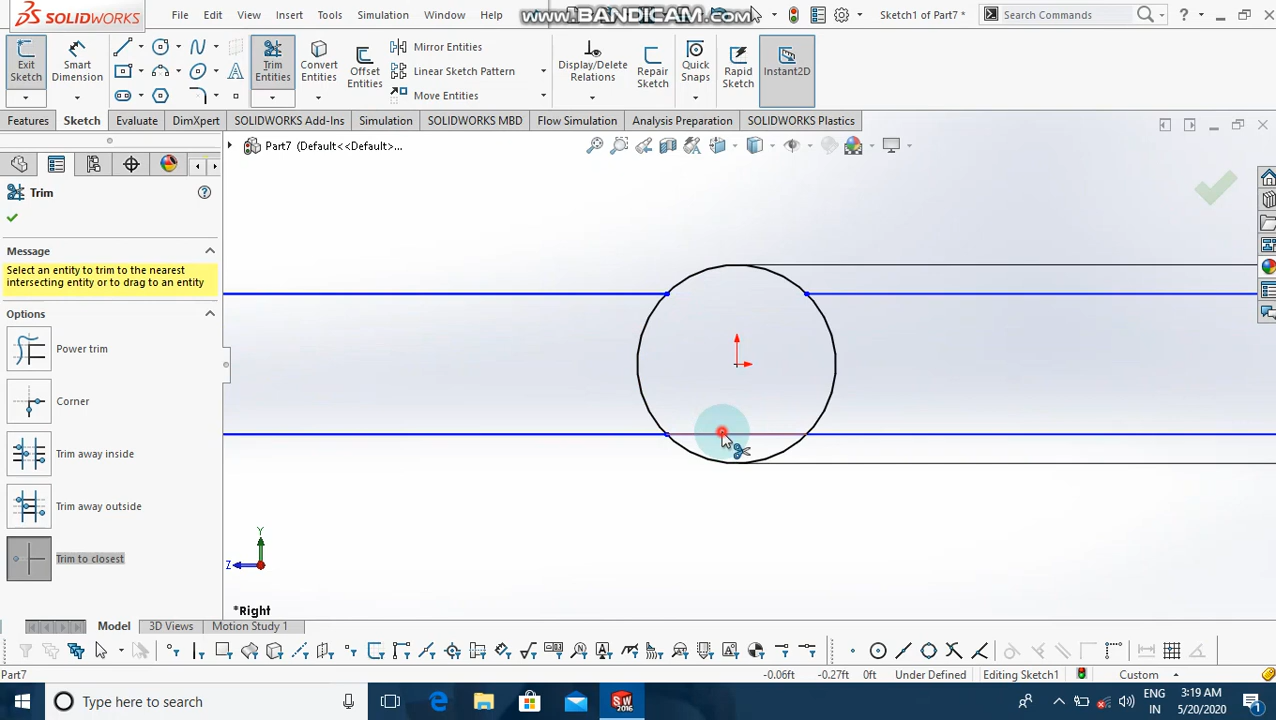 SOLIDWORKS
File
Edit
View
Insert
Tools
Simulation
Window
Help
www.BANDICAM.com
Sketch1 of Part7 *
Search Commands
Exit Sketch
Smart Dimension
Trim Entities
Convert Entities
Offset Entities
Mirror Entities
Linear Sketch Pattern
Move Entities
Display/Delete Relations
Repair Sketch
Quick Snaps
Rapid Sketch
Instant2D
Features
Sketch
Evaluate
DimXpert
SOLIDWORKS Add-Ins
Simulation
SOLIDWORKS MBD
Flow Simulation
Analysis Preparation
SOLIDWORKS Plastics
Part7 (Default<<Default>...
Trim
Message
Select an entity to trim to the nearest
intersecting entity or to drag to an entity
Options
Power trim
Corner
Trim away inside
Trim away outside
Trim to closest
Y
Z
*Right
Model
3D Views
Motion Study 1
Part7
-0.06ft
-0.27ft
0ft
Under Defined
Editing Sketch1
Custom
Type here to search
ENG
IN
3:19 AM
5/20/2020